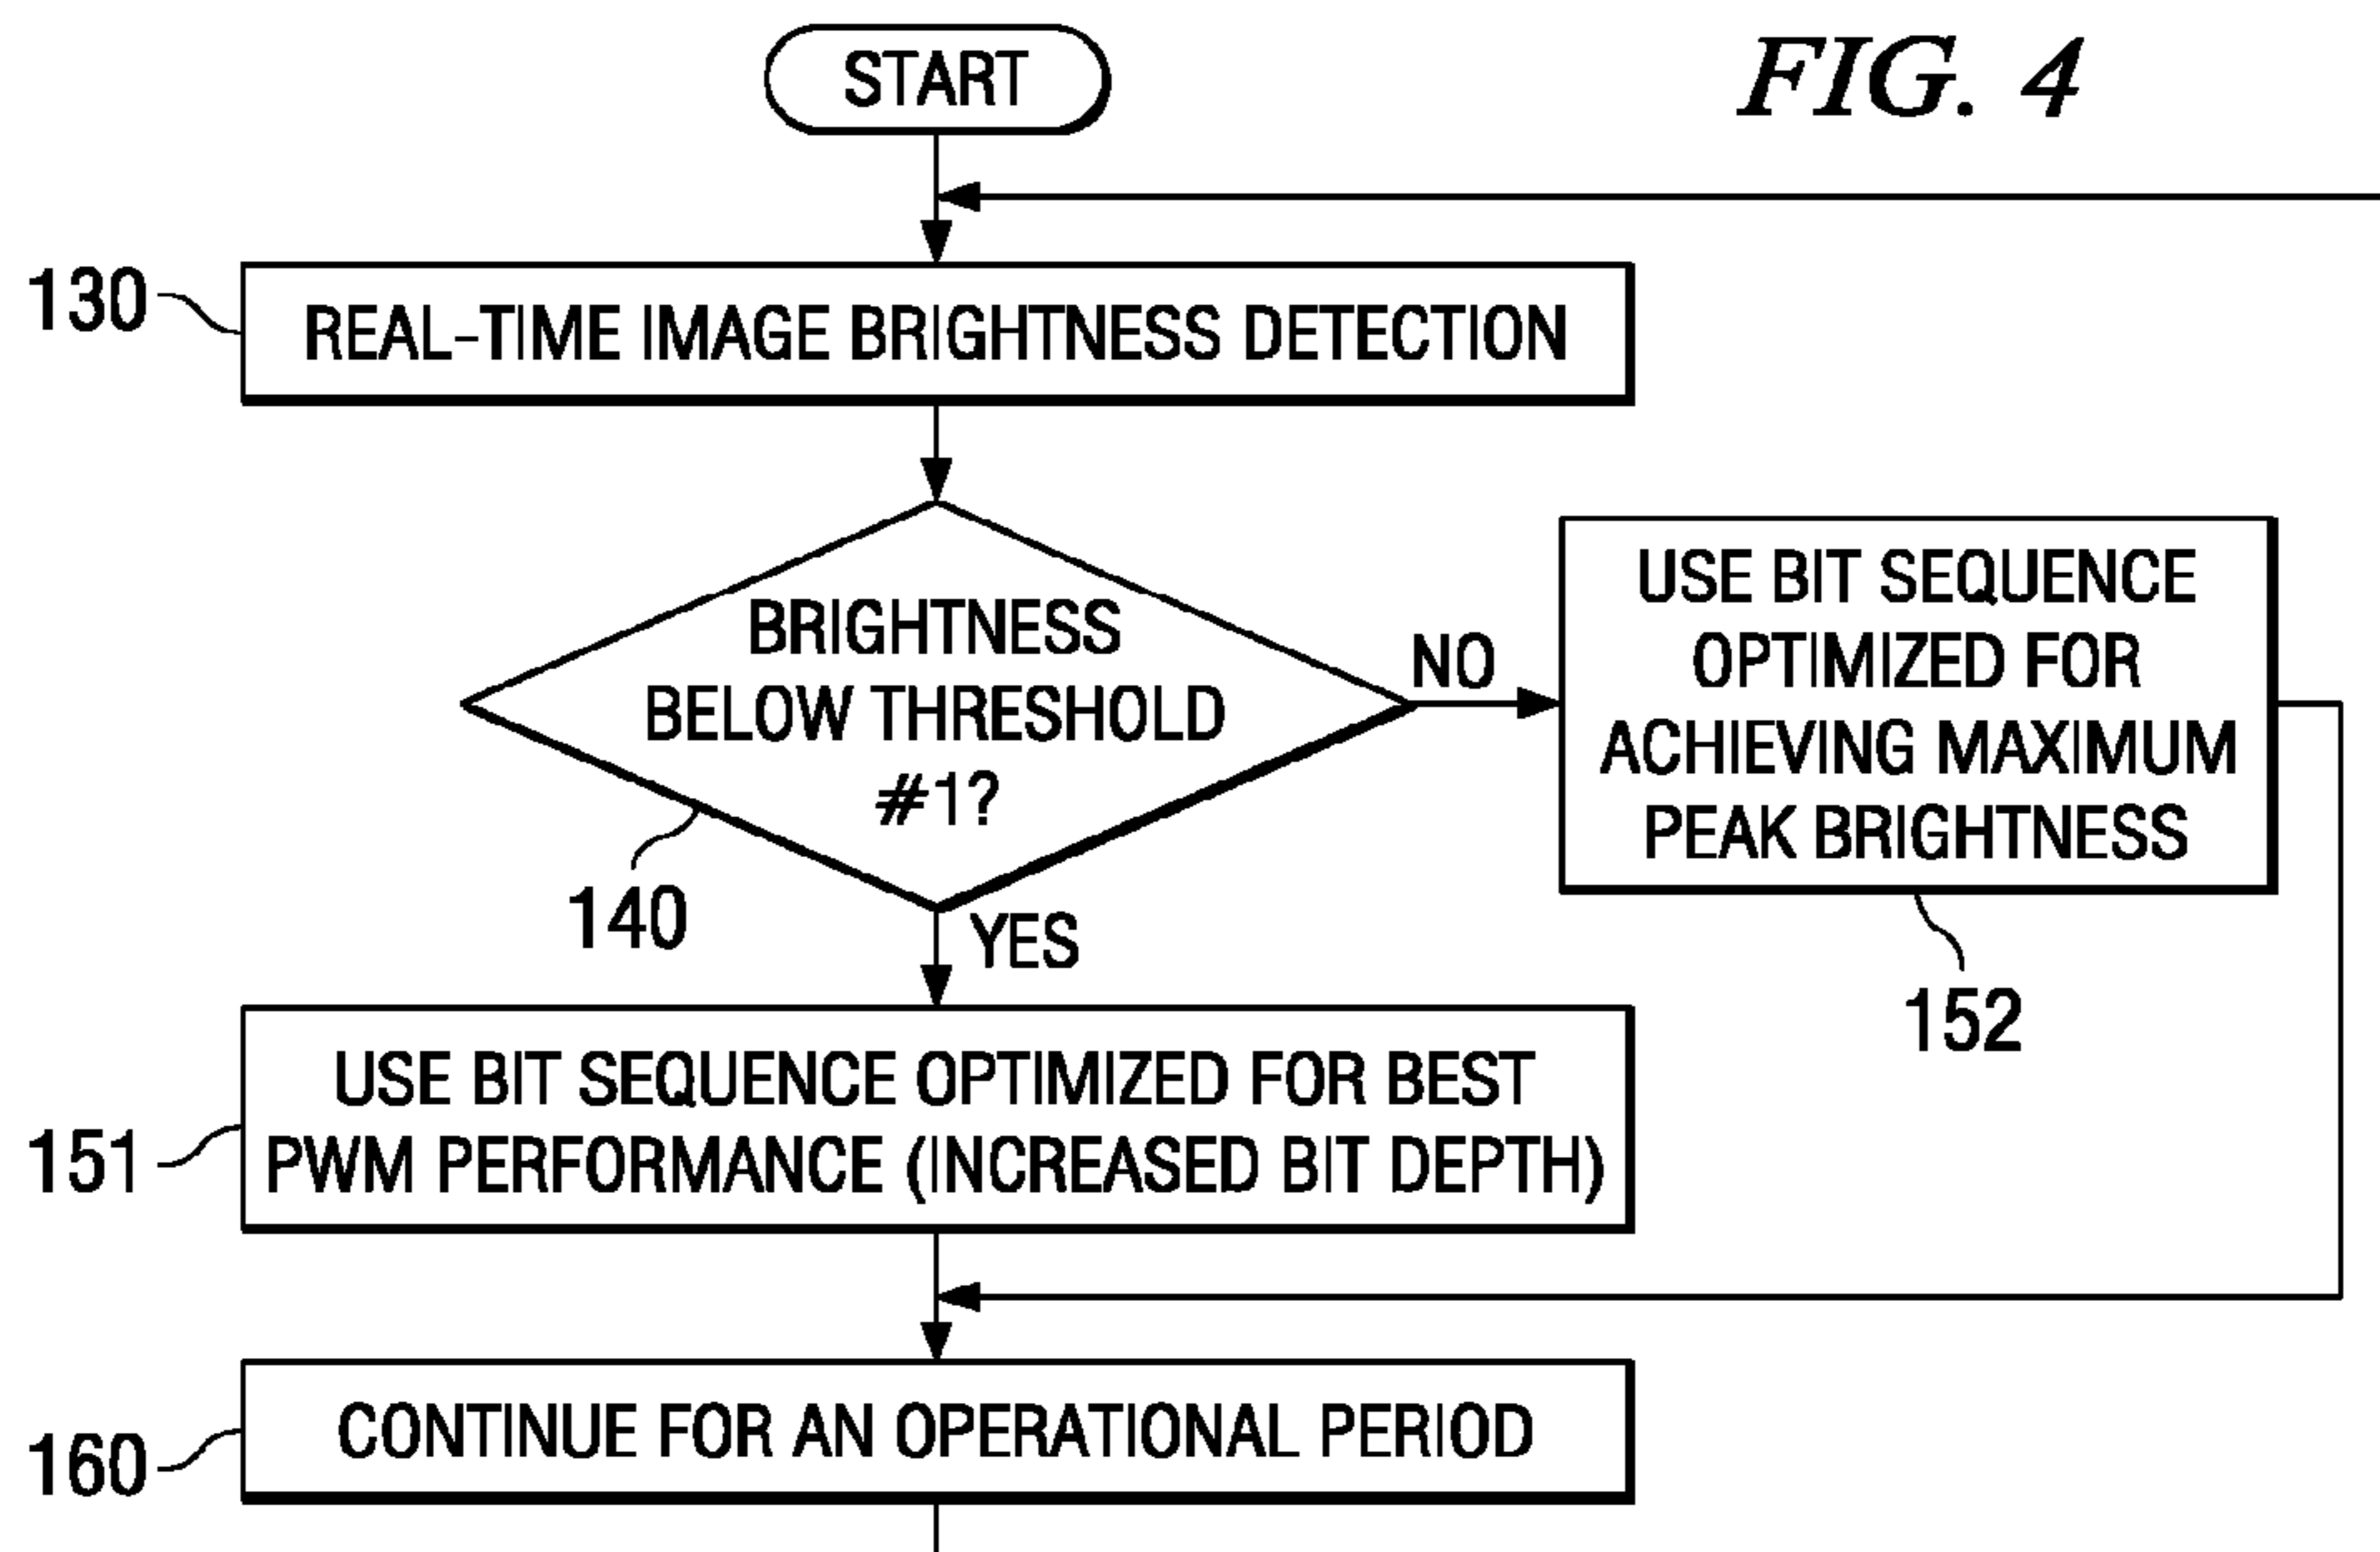 START
FIG. 4
130
REAL-TIME IMAGE BRIGHTNESS DETECTION
BRIGHTNESS
BELOW THRESHOLD
#1?
140
NO
YES
USE BIT SEQUENCE
OPTIMIZED FOR
ACHIEVING MAXIMUM
PEAK BRIGHTNESS
152
151
USE BIT SEQUENCE OPTIMIZED FOR BEST
PWM PERFORMANCE (INCREASED BIT DEPTH)
160
CONTINUE FOR AN OPERATIONAL PERIOD